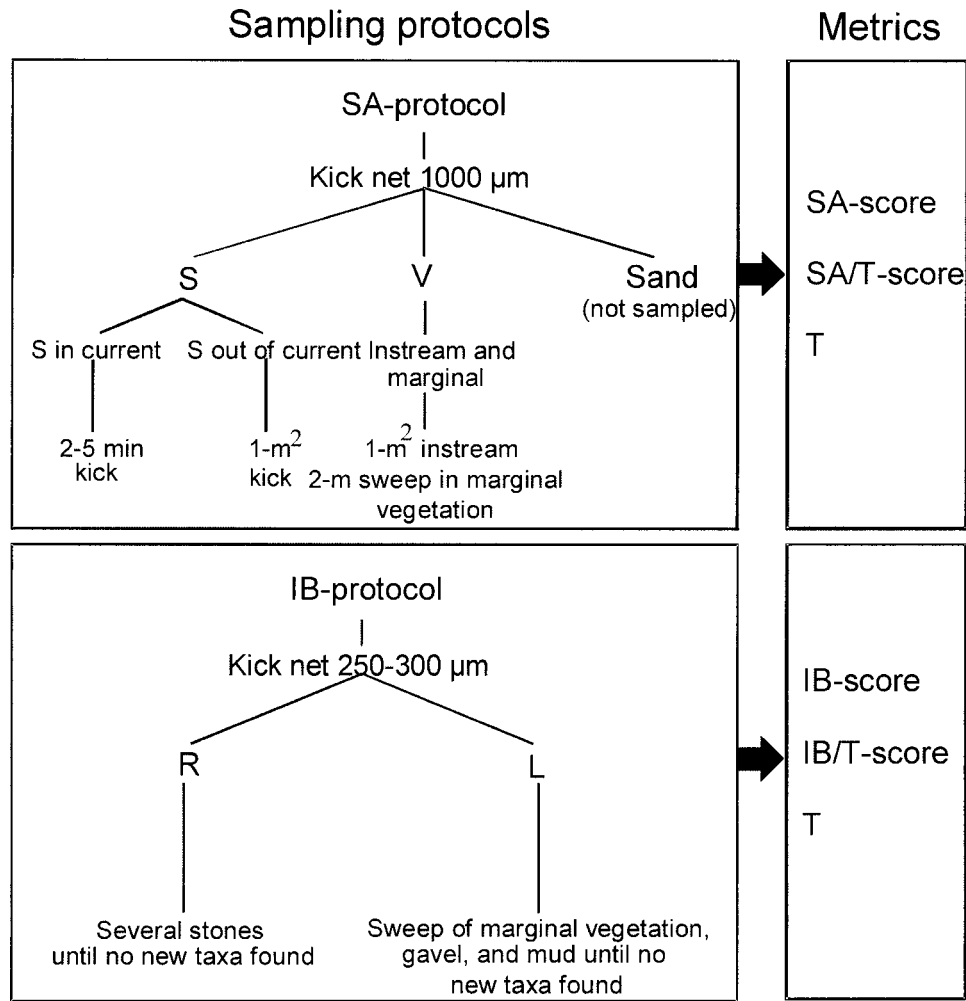 Sampling protocols
Metrics
SA-protocol
Kick net 1000 µm
S
V
Sand
(not sampled)
S in current
S out of current
Instream and
marginal
2-5 min
kick
1-m²
kick
1-m² instream
2-m sweep in marginal
vegetation
SA-score
SA/T-score
T
IB-protocol
Kick net 250-300 µm
R
L
Several stones
until no new taxa found
Sweep of marginal vegetation,
gavel, and mud until no
new taxa found
IB-score
IB/T-score
T